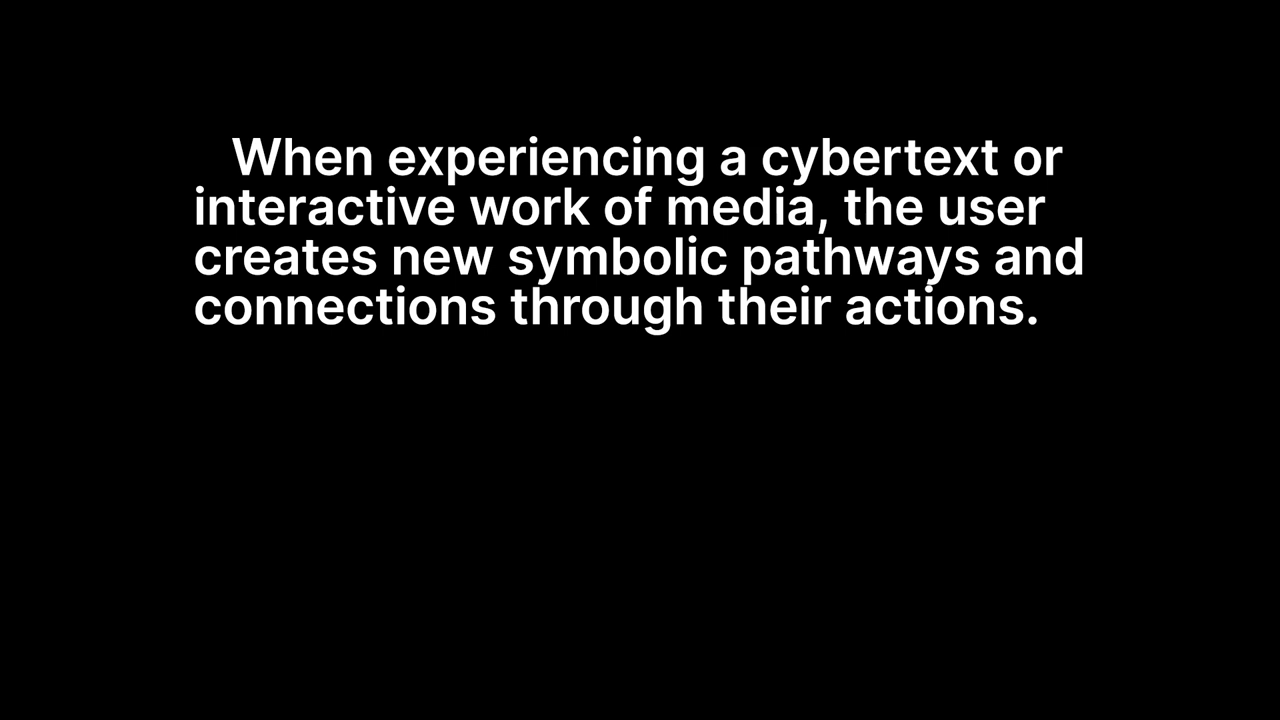 When experiencing a cybertext or
interactive work of media, the user
creates new symbolic pathways and
connections through their actions.